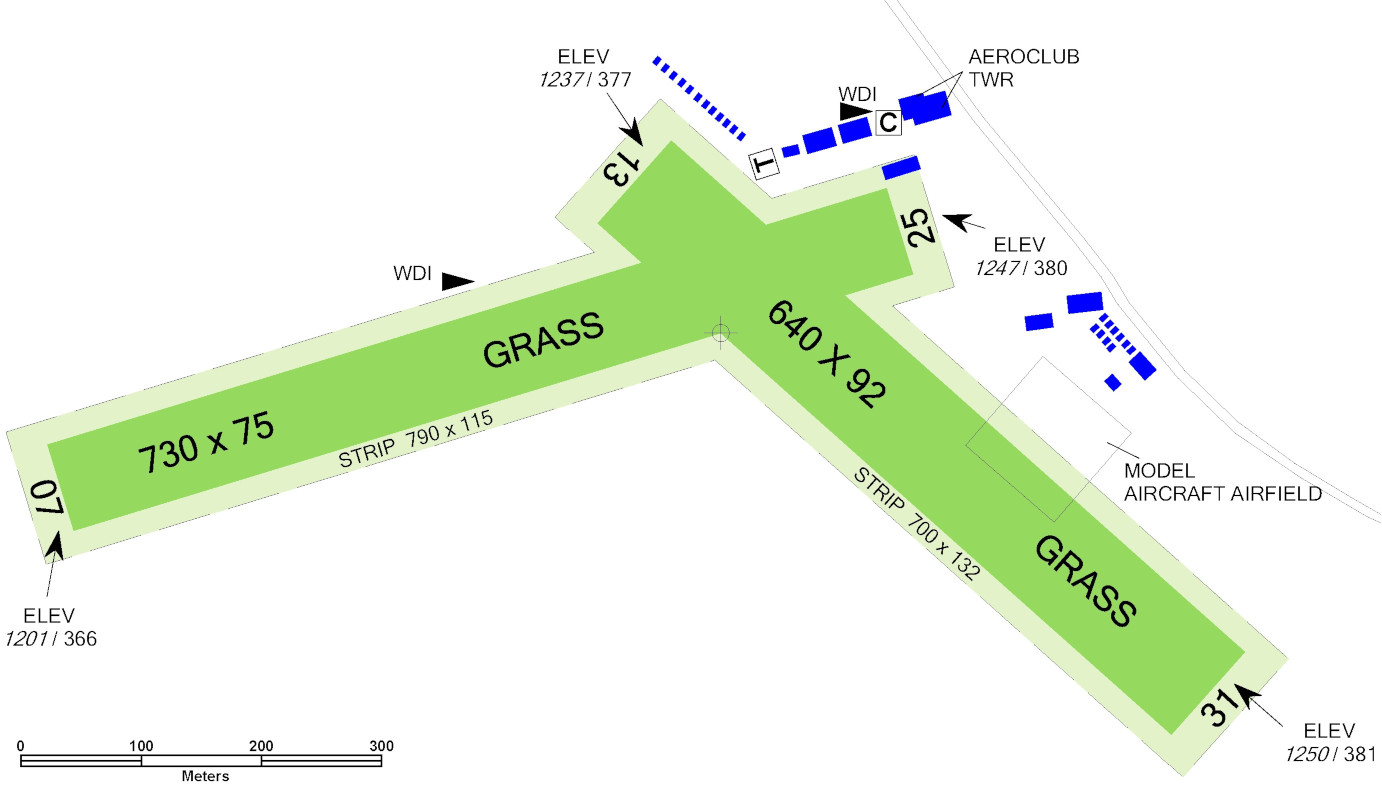 ELEV
1237 / 377
AEROCLUB
TWR
WDI
C
T
13
25
ELEV
1247 / 380
WDI
GRASS
640 X 92
730 x 75
STRIP 790 x 115
MODEL
AIRCRAFT AIRFIELD
STRIP 700 x 132
07
GRASS
ELEV
1201 / 366
31
ELEV
1250 / 381
0 100 200 300
Meters